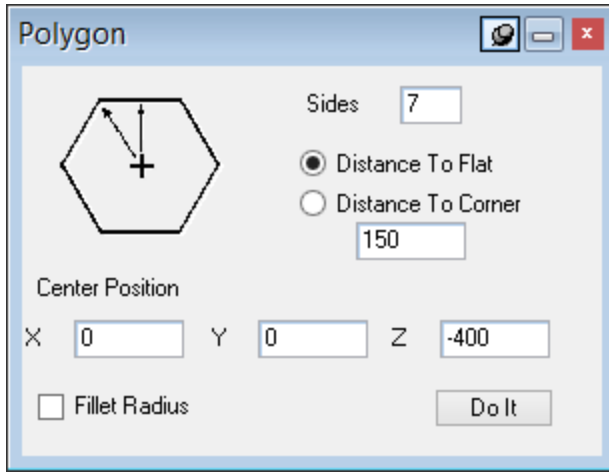 Polygon
Sides 7
Distance To Flat
Distance To Corner
150
Center Position
X 0 Y 0 Z -400
Fillet Radius Do It